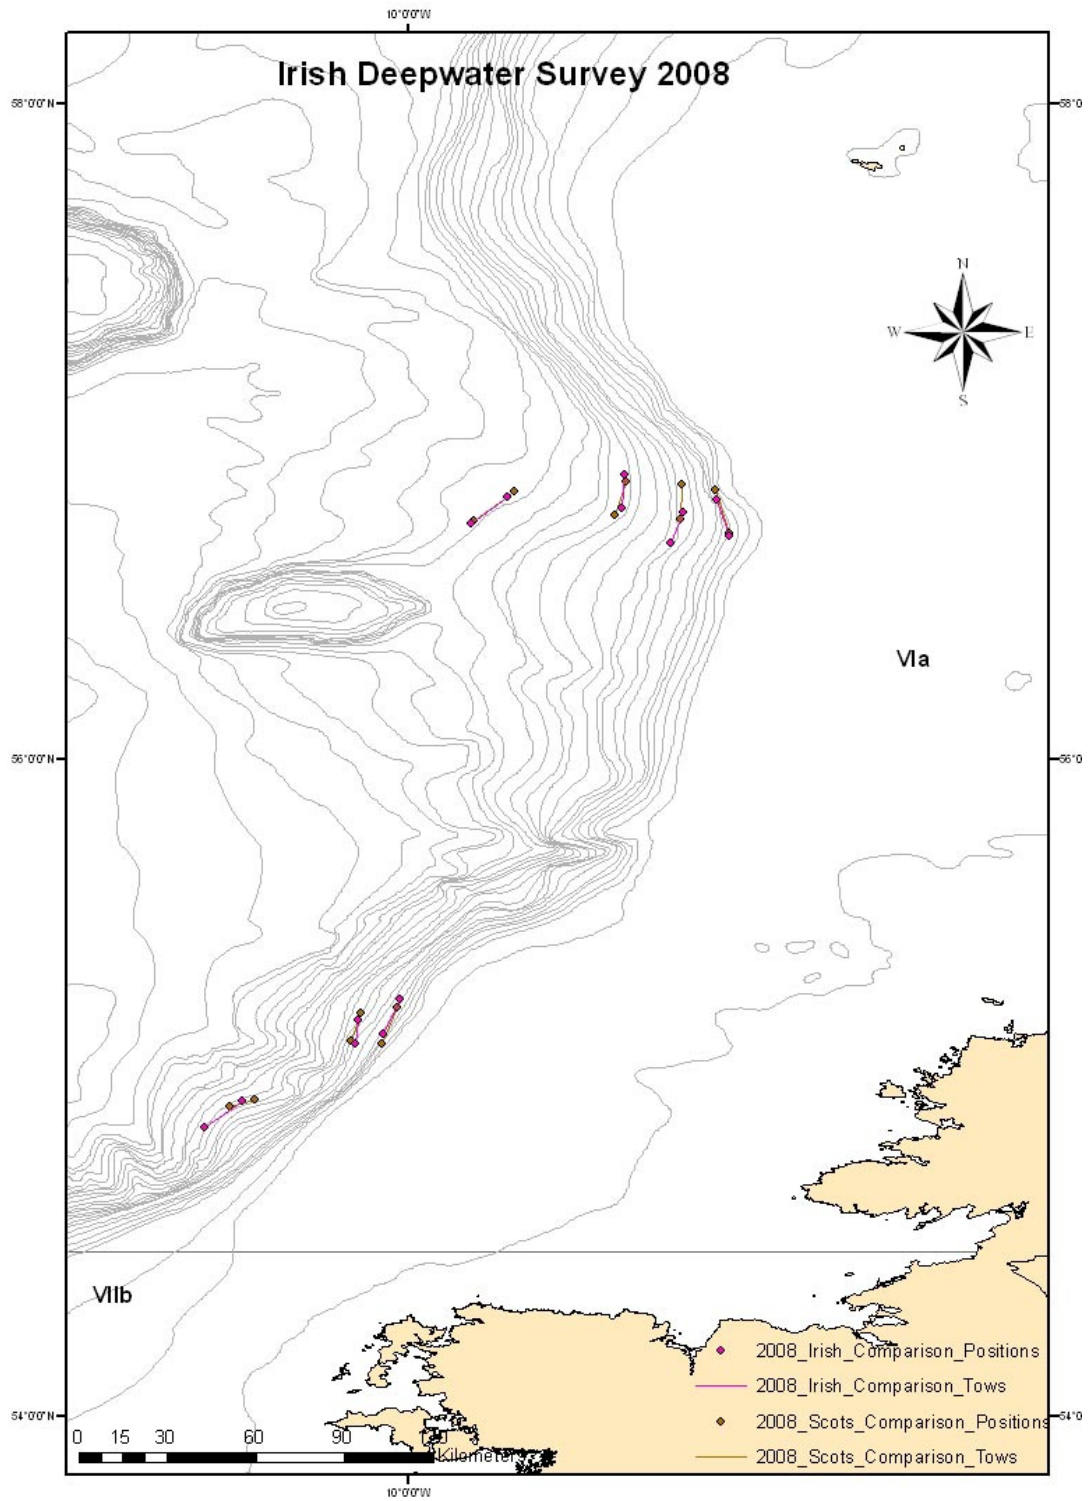 10°0'0"W
Irish Deepwater Survey 2008
58°0'0"N
58°0
N
W E
S
VIa
56°0'0"N
56°0
VIIb
2008_Irish_Comparison_Positions
2008_Irish_Comparison_Tows
54°0'0"N
54°0
2008_Scots_Comparison_Positions
0 15 30 60 90
Kilometer
2008_Scots_Comparison_Tows
10°0'0"W